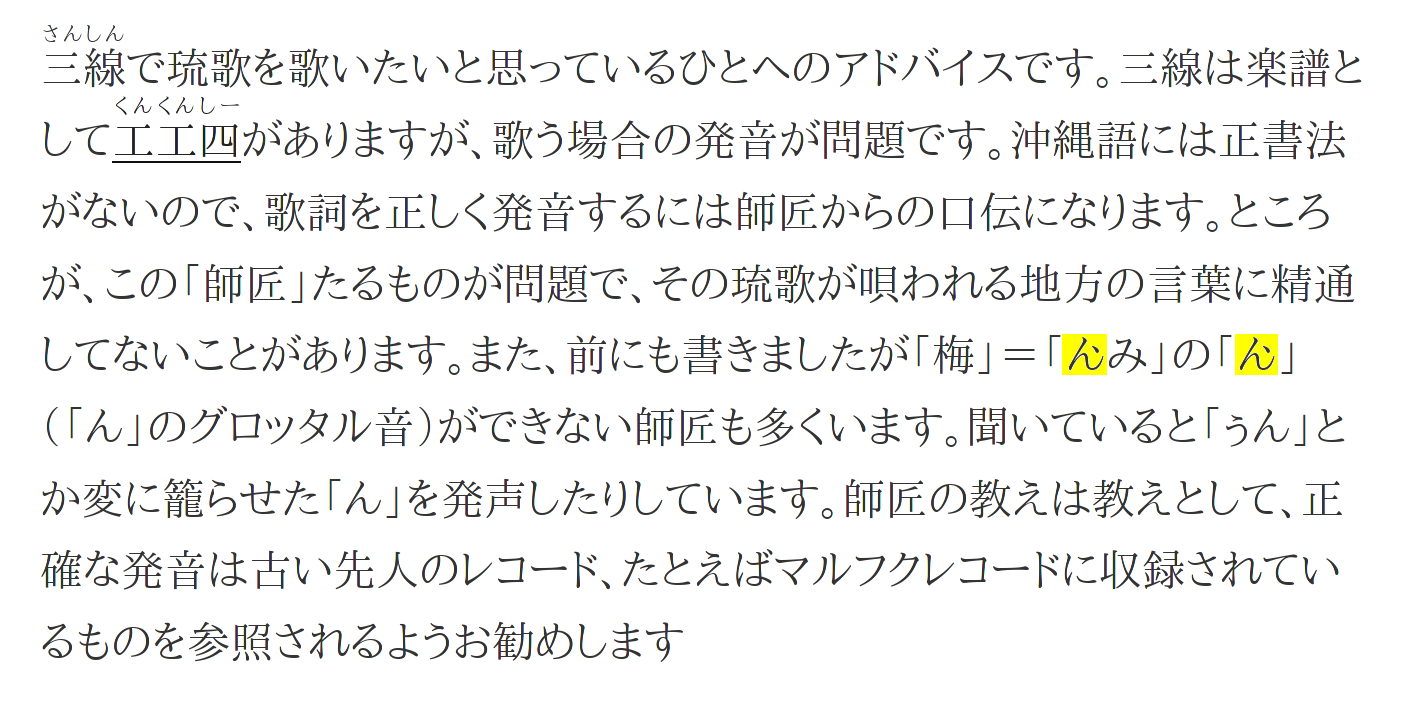 さんしん
三線で琉歌を歌いたいと思っているひとへのアドバイスです。三線は楽譜と
くんくんしー
して工工四がありますが、歌う場合の発音が問題です。沖縄語には正書法
がないので、歌詞を正しく発音するには師匠からの口伝になります。ところ
が、この「師匠」たるものが問題で、その琉歌が唄われる地方の言葉に精通
してないことがあります。また、前にも書きましたが「梅」＝「んみ」の「ん」
（「ん」のグロッタル音）ができない師匠も多くいます。聞いていると「ぅん」と
か変に籠らせた「ん」を発声したりしています。師匠の教えは教えとして、正
確な発音は古い先人のレコード、たとえばマルフクレコードに収録されてい
るものを参照されるようお勧めします